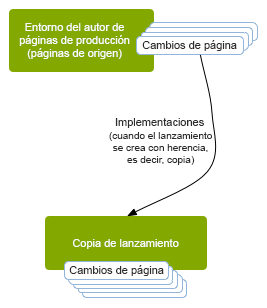 Entorno del autor de
páginas de producción
(páginas de origen)
Cambios de página
Implementaciones
(cuando el lanzamiento
se crea con herencia,
es decir, copia)
Copia de lanzamiento
Cambios de página